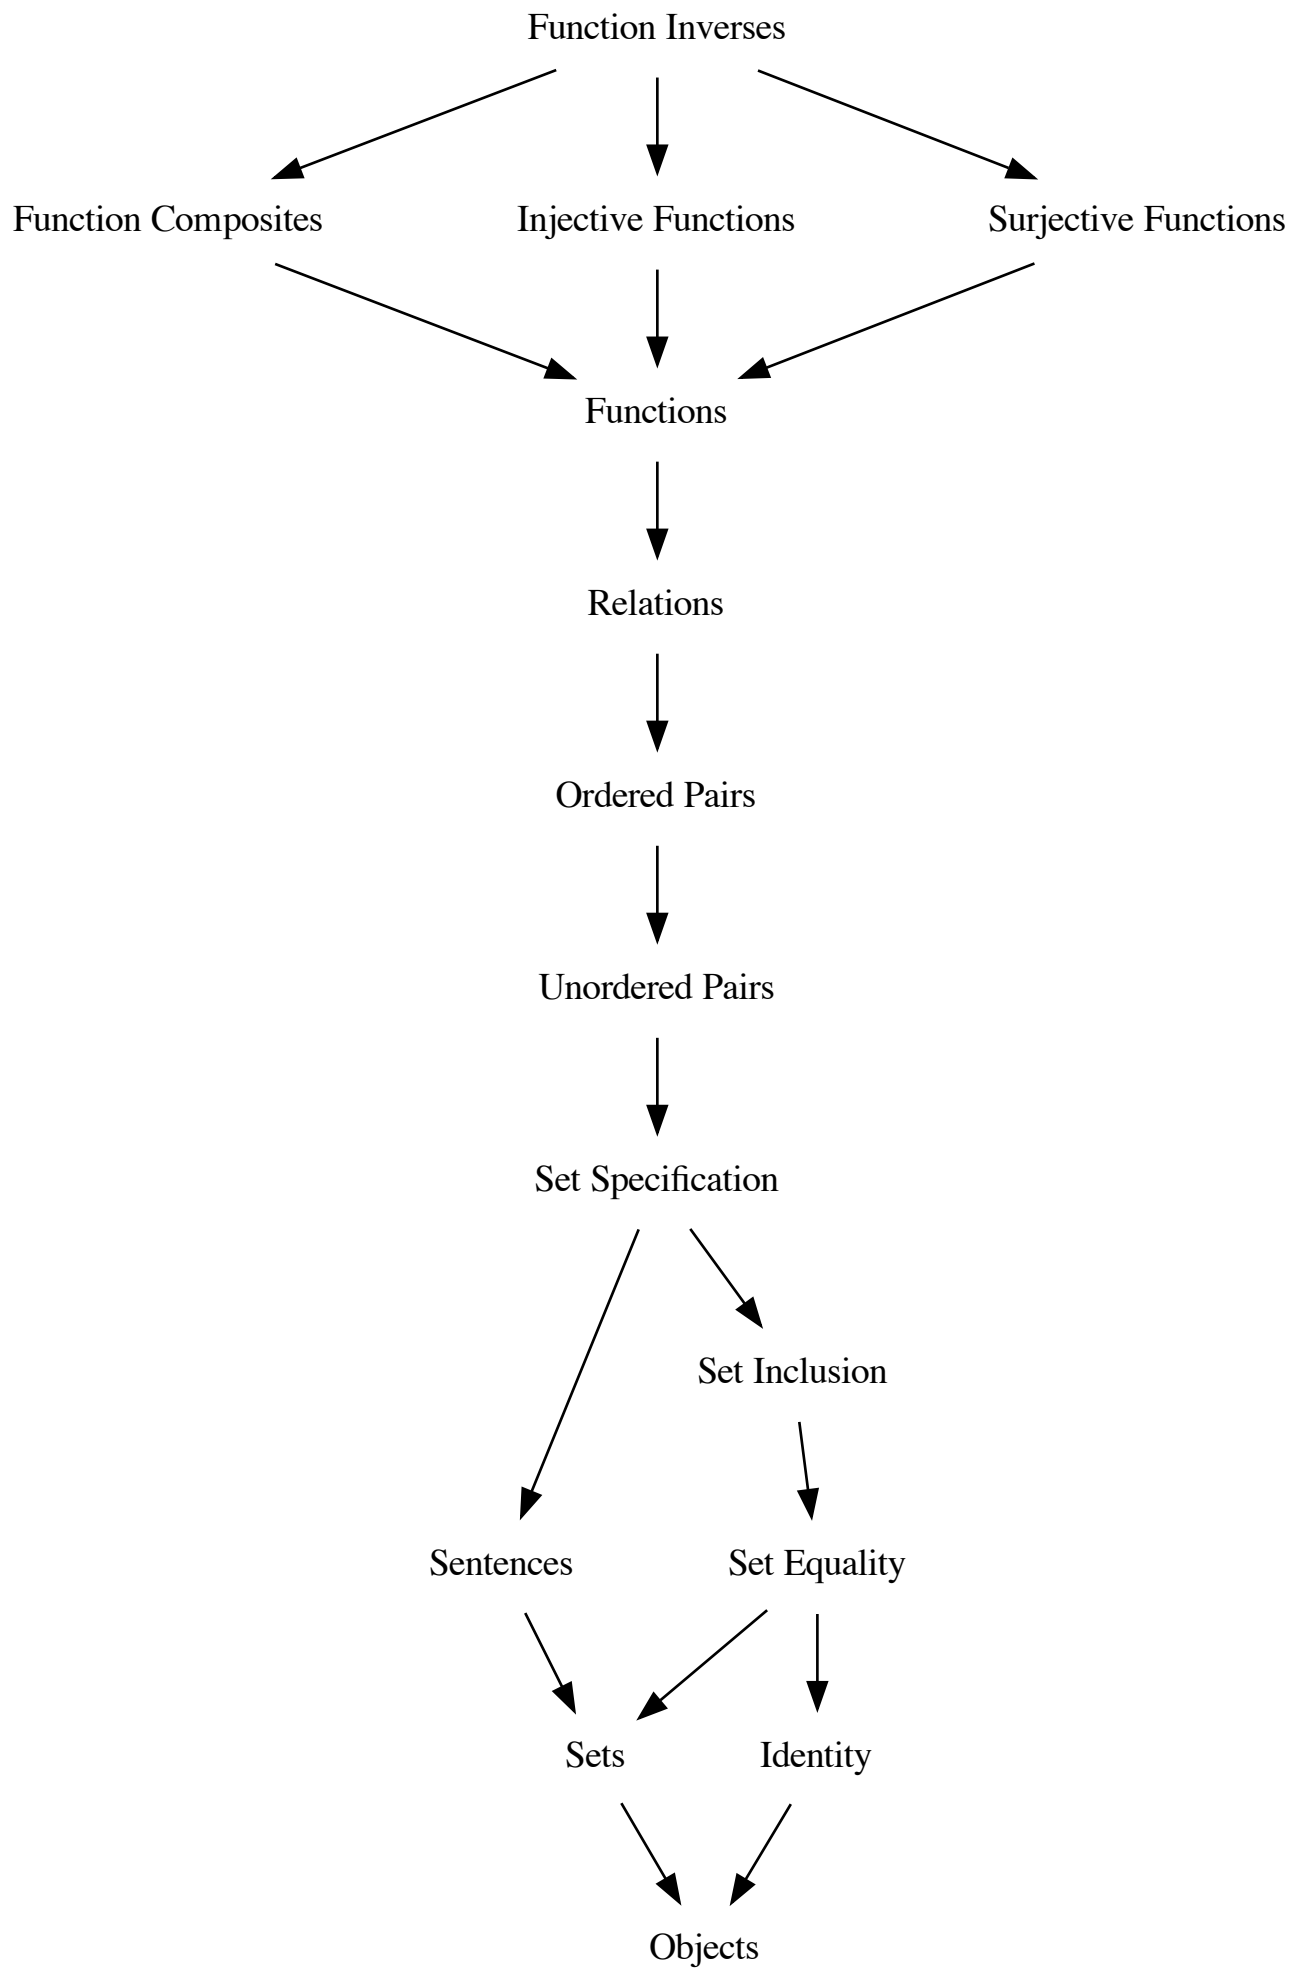 Function Inverses
Function Composites
Injective Functions
Surjective Functions
Functions
Relations
Ordered Pairs
Unordered Pairs
Set Specification
Set Inclusion
Sentences
Set Equality
Sets
Identity
Objects